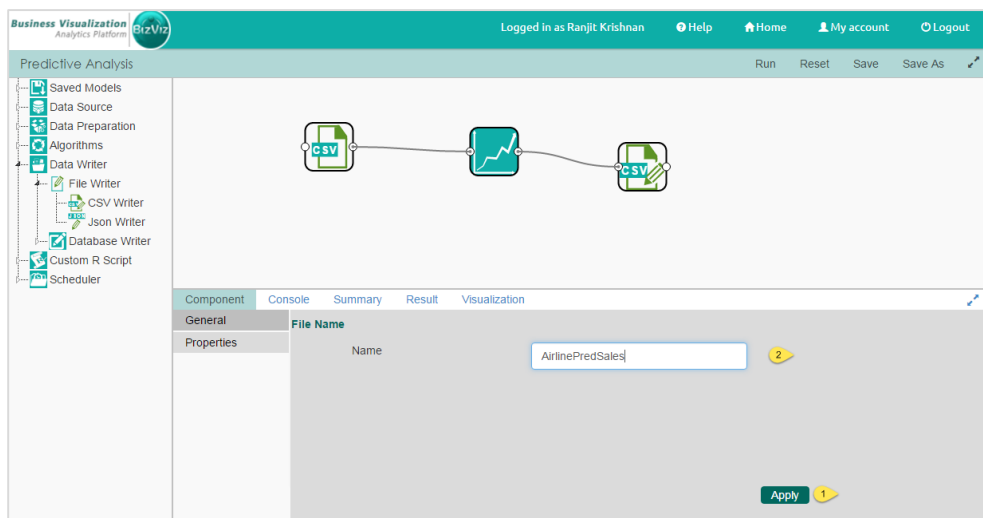 Business Visualization
Analytics Platform
BizViz
Logged in as Ranjit Krishnan
Help
Home
My account
Logout
Predictive Analysis
Run
Reset
Save
Save As
Saved Models
Data Source
Data Preparation
Algorithms
Data Writer
File Writer
CSV Writer
JSON
Json Writer
Database Writer
Custom R Script
Scheduler
CSV
CSV
Component
Console
Summary
Result
Visualization
General
Properties
File Name
Name
AirlinePredSales
2
Apply
1